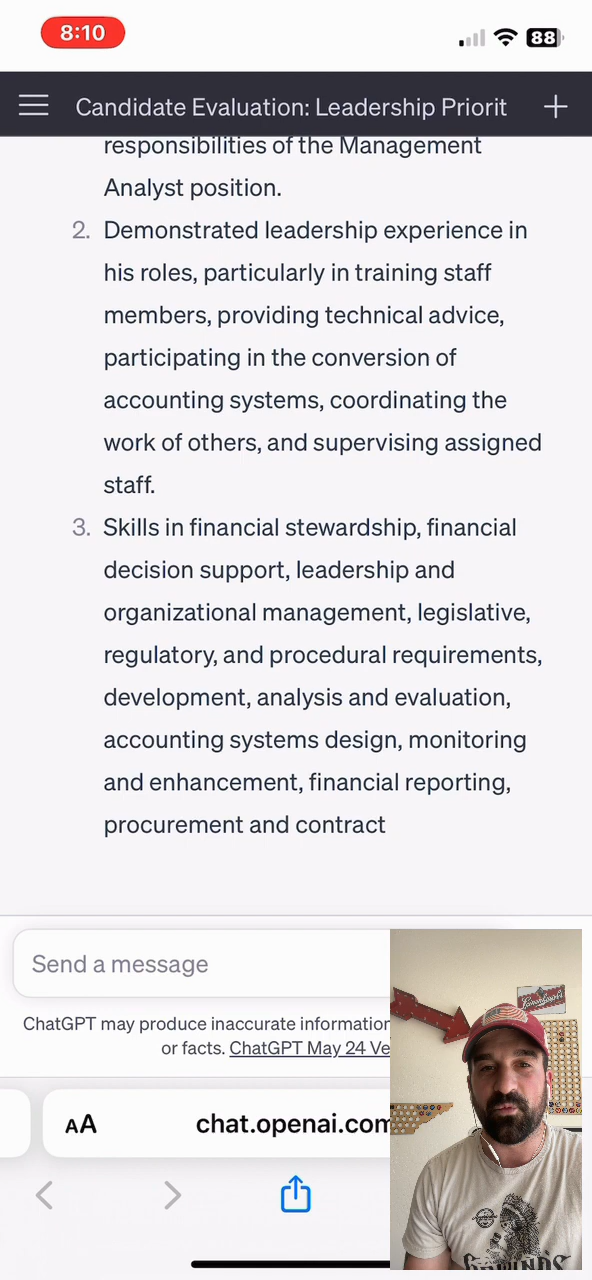 8:10
88
Candidate Evaluation: Leadership Priorit
responsibilities of the Management
Analyst position.
2. Demonstrated leadership experience in
his roles, particularly in training staff
members, providing technical advice,
participating in the conversion of
accounting systems, coordinating the
work of others, and supervising assigned
staff.
3. Skills in financial stewardship, financial
decision support, leadership and
organizational management, legislative,
regulatory, and procedural requirements,
development, analysis and evaluation,
accounting systems design, monitoring
and enhancement, financial reporting,
procurement and contract
Send a message
ChatGPT may produce inaccurate information
or facts. ChatGPT May 24 Ve
AA
chat.openai.com
Leinenkugel's